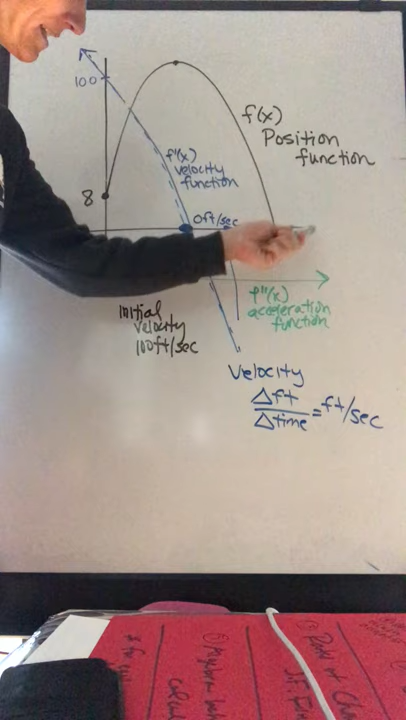 100
f(x)
Position
function
f'(x)
velocity
function
8
0ft/sec
f"(x)
acceleration
function
initial
velocity
100ft/sec
Velocity
Δft
Δtime
=ft/sec